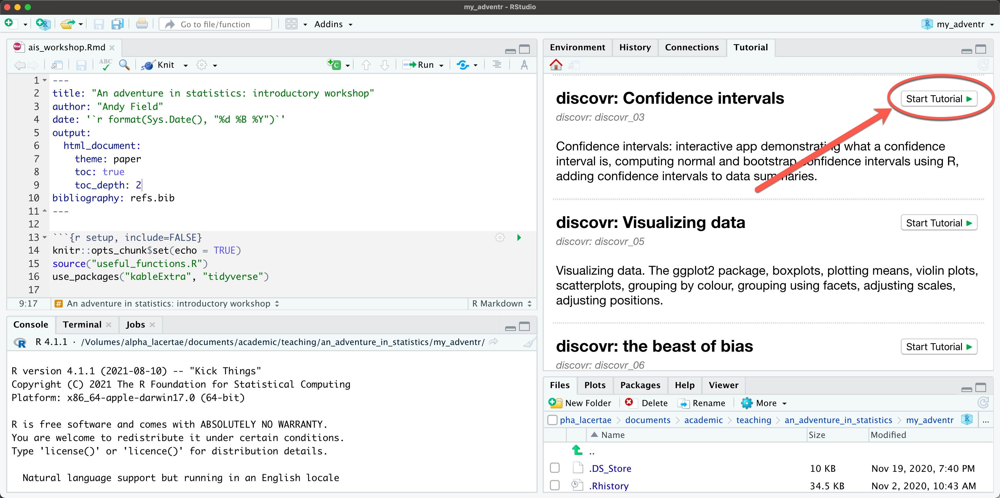 my_adventr - RStudio
Go to file/function
Addins
my_adventr
ais_workshop.Rmd
ABC
Knit
Run
1 ---
2 title: "An adventure in statistics: introductory workshop"
3 author: "Andy Field"
4 date: '`r format(Sys.Date(), "%d %B %Y")`'
5 output:
6   html_document:
7     theme: paper
8     toc: true
9     toc_depth: 2
10 bibliography: refs.bib
11 ---
12
13 ```{r setup, include=FALSE}
14 knitr::opts_chunk$set(echo = TRUE)
15 source("useful_functions.R")
16 use_packages("kableExtra", "tidyverse")
17
9:17 # An adventure in statistics: introductory workshop R Markdown
Console Terminal Jobs
R R 4.1.1 · /Volumes/alpha_lacertae/documents/academic/teaching/an_adventure_in_statistics/my_adventr/
R version 4.1.1 (2021-08-10) -- "Kick Things"
Copyright (C) 2021 The R Foundation for Statistical Computing
Platform: x86_64-apple-darwin17.0 (64-bit)
R is free software and comes with ABSOLUTELY NO WARRANTY.
You are welcome to redistribute it under certain conditions.
Type 'license()' or 'licence()' for distribution details.
Natural language support but running in an English locale
Environment History Connections Tutorial
discovr: Confidence intervals Start Tutorial
discovr: discovr_03
Confidence intervals: interactive app demonstrating what a confidence
interval is, computing normal and bootstrap confidence intervals using R,
adding confidence intervals to data summaries.
discovr: Visualizing data Start Tutorial
discovr: discovr_05
Visualizing data. The ggplot2 package, boxplots, plotting means, violin plots,
scatterplots, grouping by colour, grouping using facets, adjusting scales,
adjusting positions.
discovr: the beast of bias Start Tutorial
discovr: discovr_06
Files Plots Packages Help Viewer
New Folder Delete Rename More
pha_lacertae documents academic teaching an_adventure_in_statistics my_adventr R ...
Name Size Modified
..
.DS_Store 10 KB Nov 19, 2020, 7:40 PM
.Rhistory 34.5 KB Nov 2, 2020, 10:43 AM